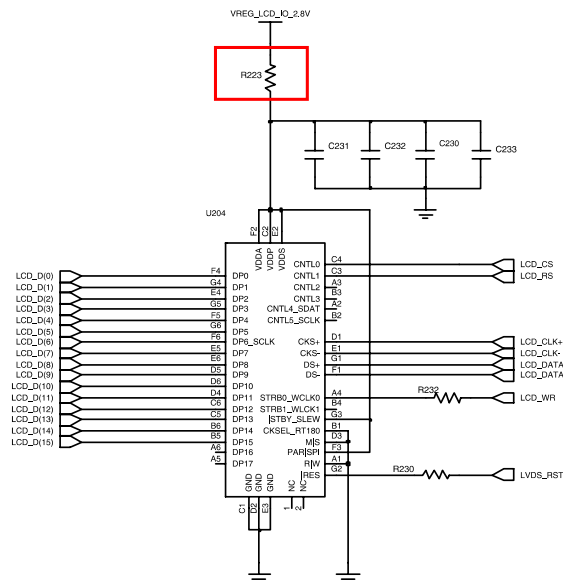 VREG_LCD_IO_2.8V
R223
C231 C232 C230 C233
U204
F2 C2 E2
VDDA VDDP VDDS
LCD_D(0) F4 DP0 CNTL0 C4 LCD_CS
LCD_D(1) G4 DP1 CNTL1 C3 LCD_RS
LCD_D(2) E4 DP2 CNTL2 A3
LCD_D(3) G5 DP3 CNTL3 B3
LCD_D(4) F5 DP4 CNTL4_SDAT A2
LCD_D(5) G6 DP5 CNTL5_SCLK B2
LCD_D(6) F6 DP6_SCLK CKS+ D1 LCD_CLK+
LCD_D(7) E5 DP7 CKS- E1 LCD_CLK-
LCD_D(8) E6 DP8 DS+ G1 LCD_DATA
LCD_D(9) D5 DP9 DS- F1 LCD_DATA
LCD_D(10) D6 DP10
LCD_D(11) D4 DP11 STRB0_WCLK0 A4 R232 LCD_WR
LCD_D(12) C6 DP12 STRB1_WLCK1 B4
LCD_D(13) C5 DP13 |STBY_SLEW G3
LCD_D(14) B6 DP14 CKSEL_RT180 B1
LCD_D(15) B5 DP15 M|S D3
A6 DP16 PAR|SPI F3
A5 DP17 R|W A1
|RES G2 R230 LVDS_RST
GND GND GND NC NC
C1 D2 E3 1 2